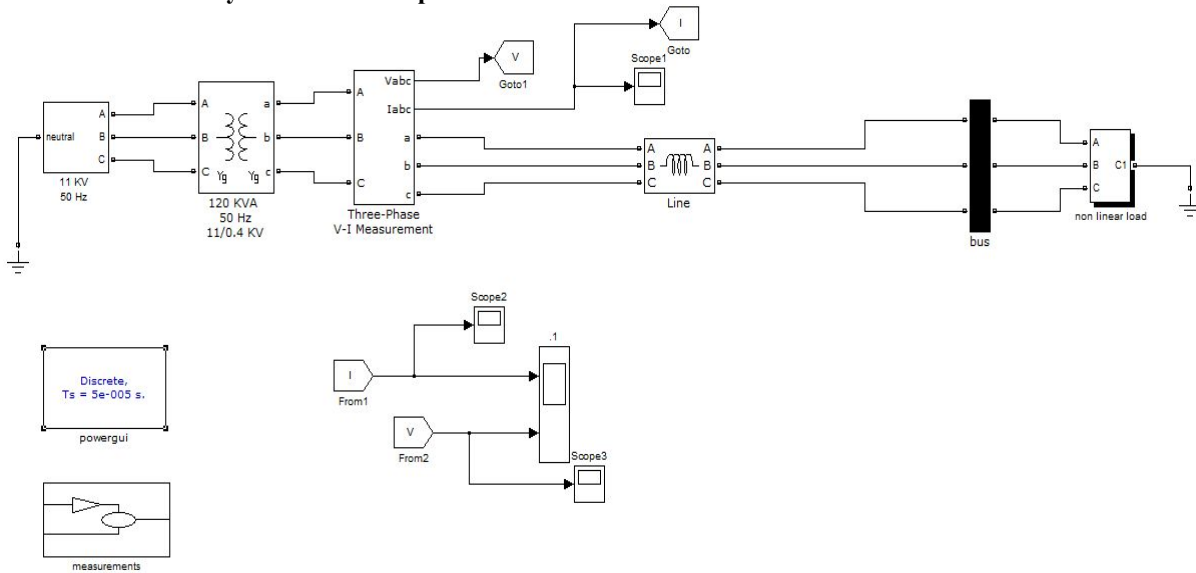 I
Goto
V
Goto1
Scope1
neutral
A
B
C
11 KV
50 Hz
A
B
C
a
b
c
Yg
Yg
120 KVA
50 Hz
11/0.4 KV
A
B
C
Vabc
Iabc
a
b
c
Three-Phase
V-I Measurement
A
B
C
A
B
C
Line
bus
A
B
C
C1
non linear load
Discrete,
Ts = 5e-005 s.
powergui
Scope2
.1
I
From1
V
From2
Scope3
measurements